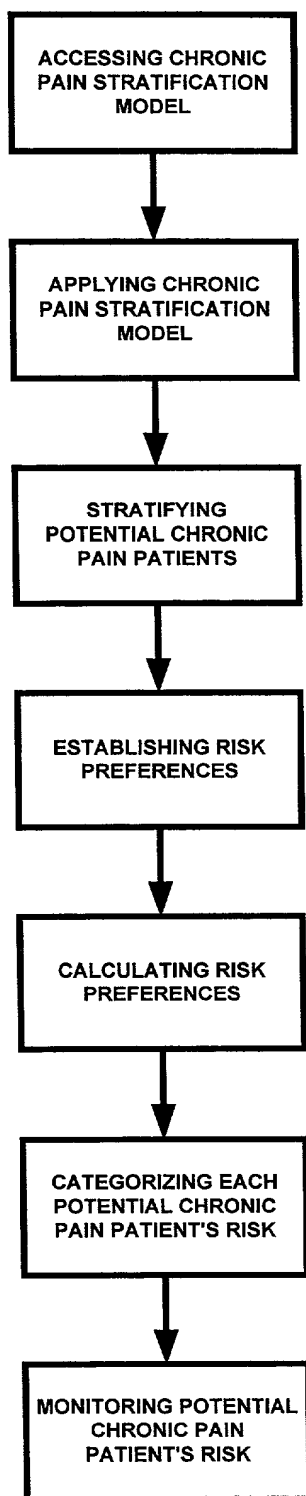 ACCESSING CHRONIC
PAIN STRATIFICATION
MODEL
APPLYING CHRONIC
PAIN STRATIFICATION
MODEL
STRATIFYING
POTENTIAL CHRONIC
PAIN PATIENTS
ESTABLISHING RISK
PREFERENCES
CALCULATING RISK
PREFERENCES
CATEGORIZING EACH
POTENTIAL CHRONIC
PAIN PATIENT'S RISK
MONITORING POTENTIAL
CHRONIC PAIN
PATIENT'S RISK